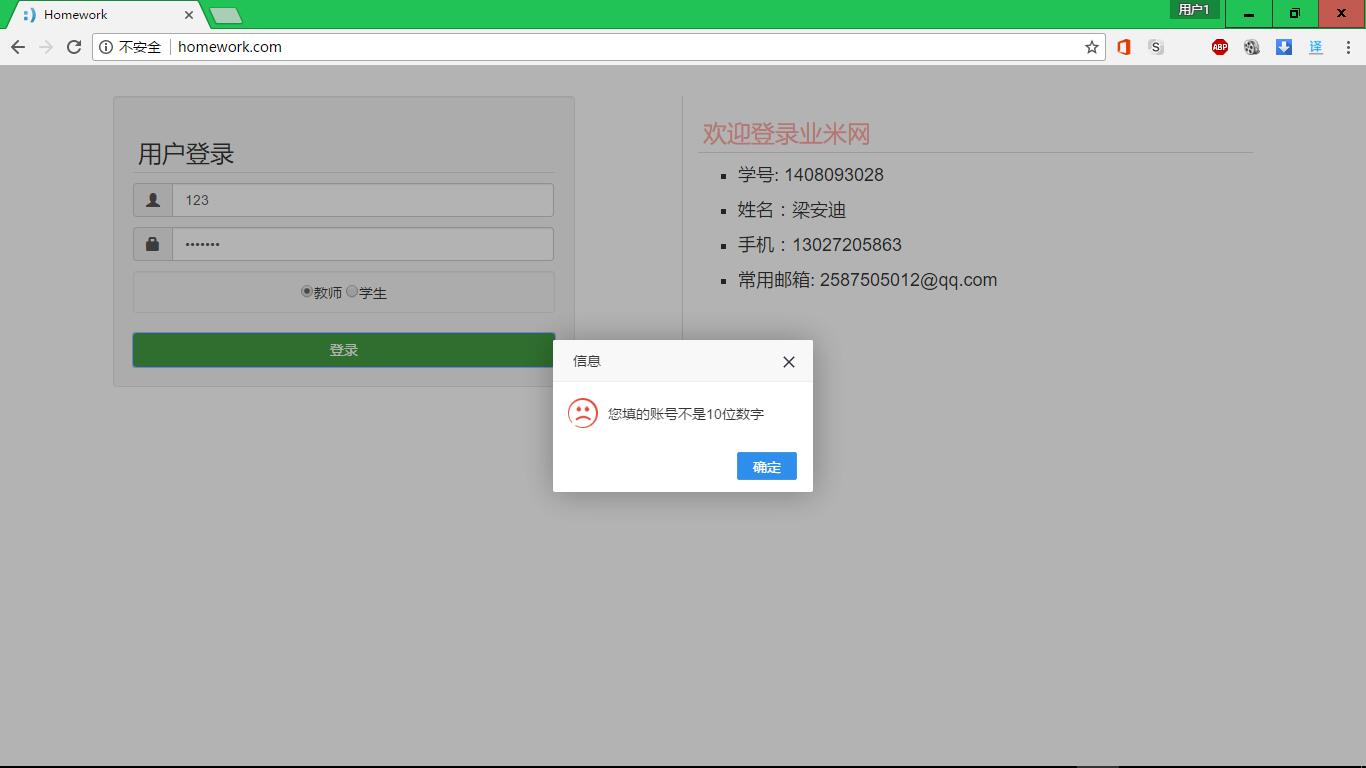 Homework
用户1
不安全 homework.com
S
ABP
译
用户登录
123
•••••••
教师 学生
登录
欢迎登录业米网
学号: 1408093028
姓名：梁安迪
手机：13027205863
常用邮箱: 2587505012@qq.com
信息
您填的账号不是10位数字
确定